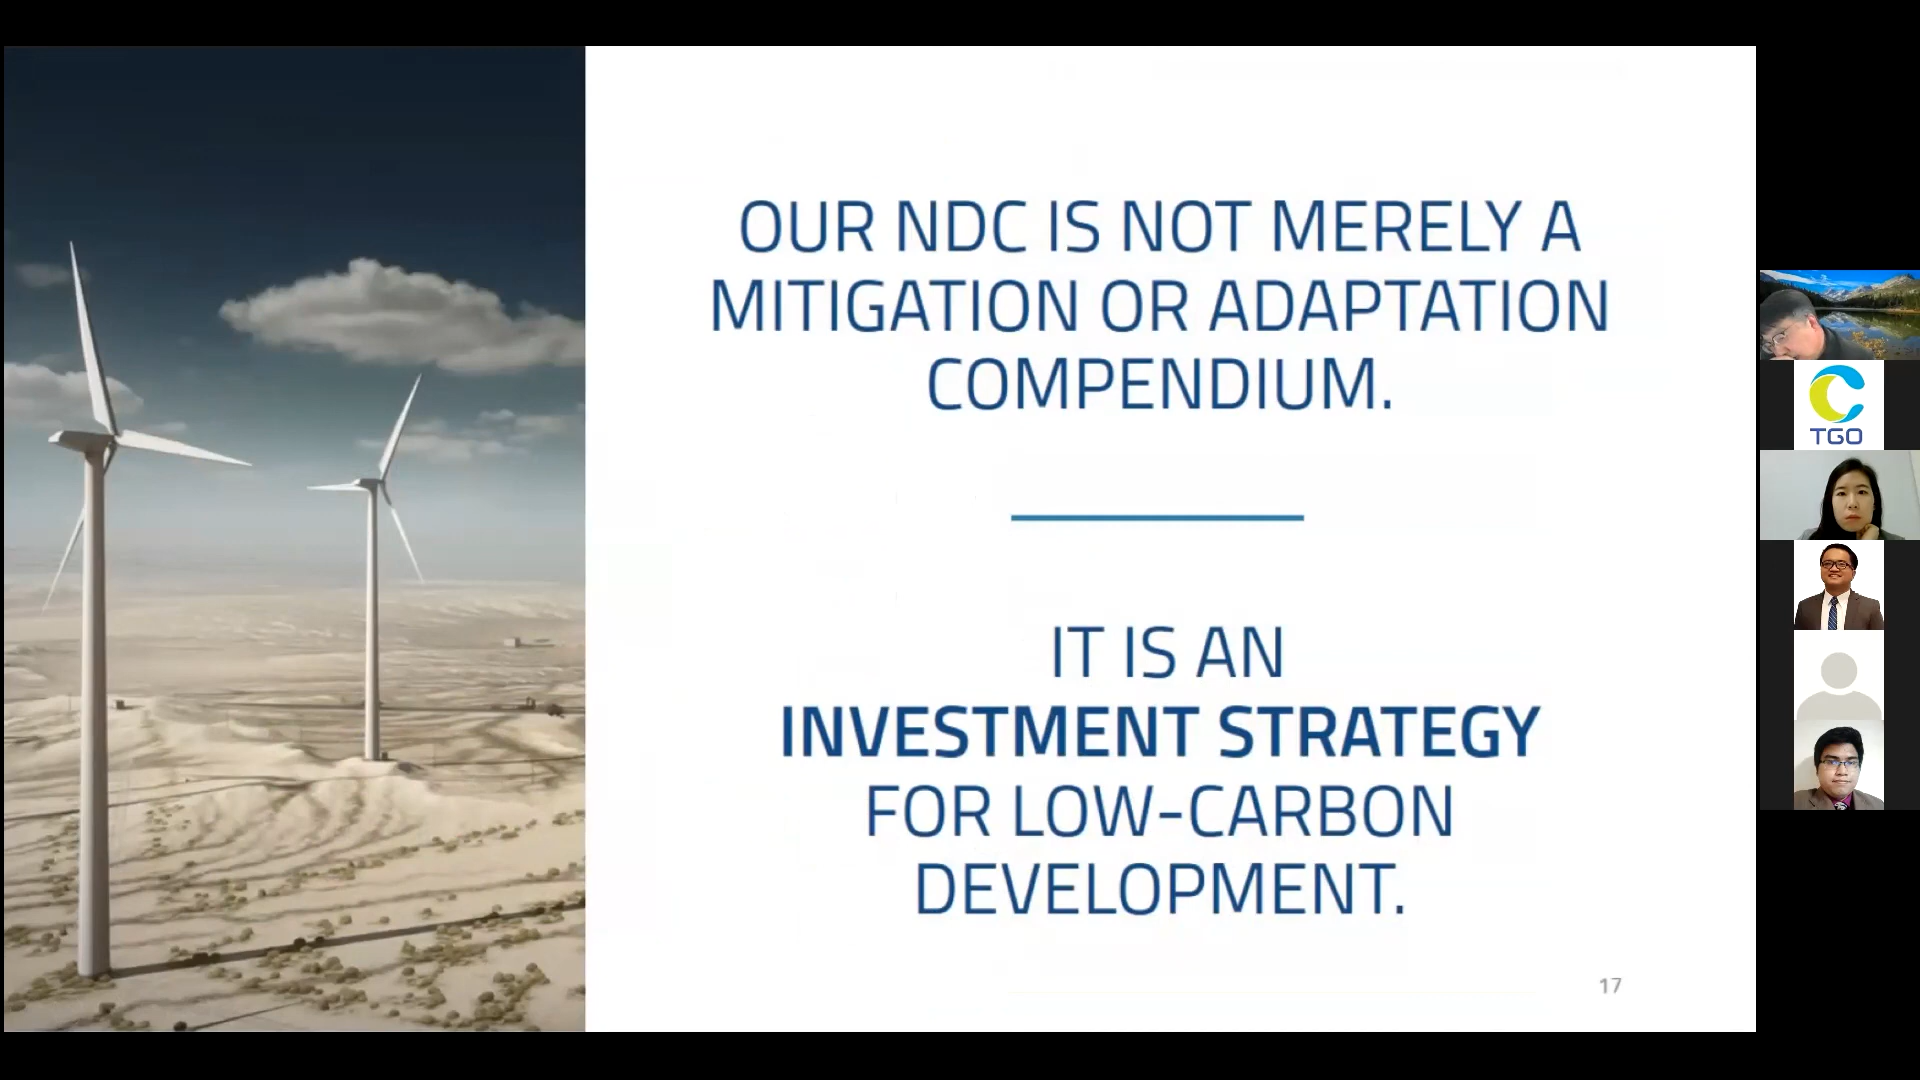 OUR NDC IS NOT MERELY A
MITIGATION OR ADAPTATION
COMPENDIUM.
IT IS AN
INVESTMENT STRATEGY
FOR LOW-CARBON
DEVELOPMENT.
17
TGO